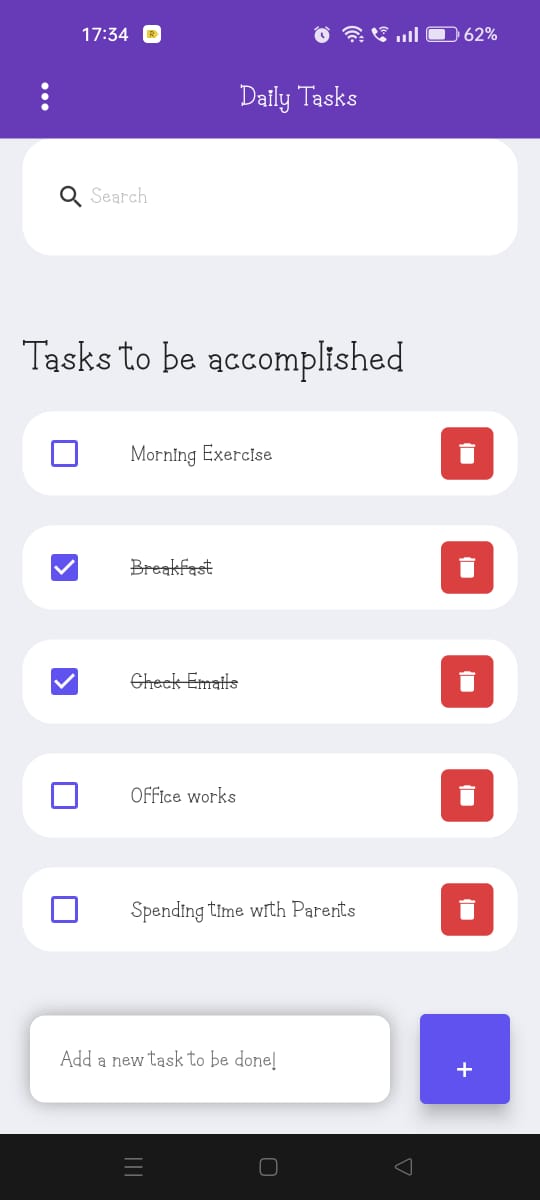 17:34
62%
Daily Tasks
Search
Tasks to be accomplished
Morning Exercise
Breakfast
Check Emails
Office works
Spending time with Parents
Add a new task to be done!
+